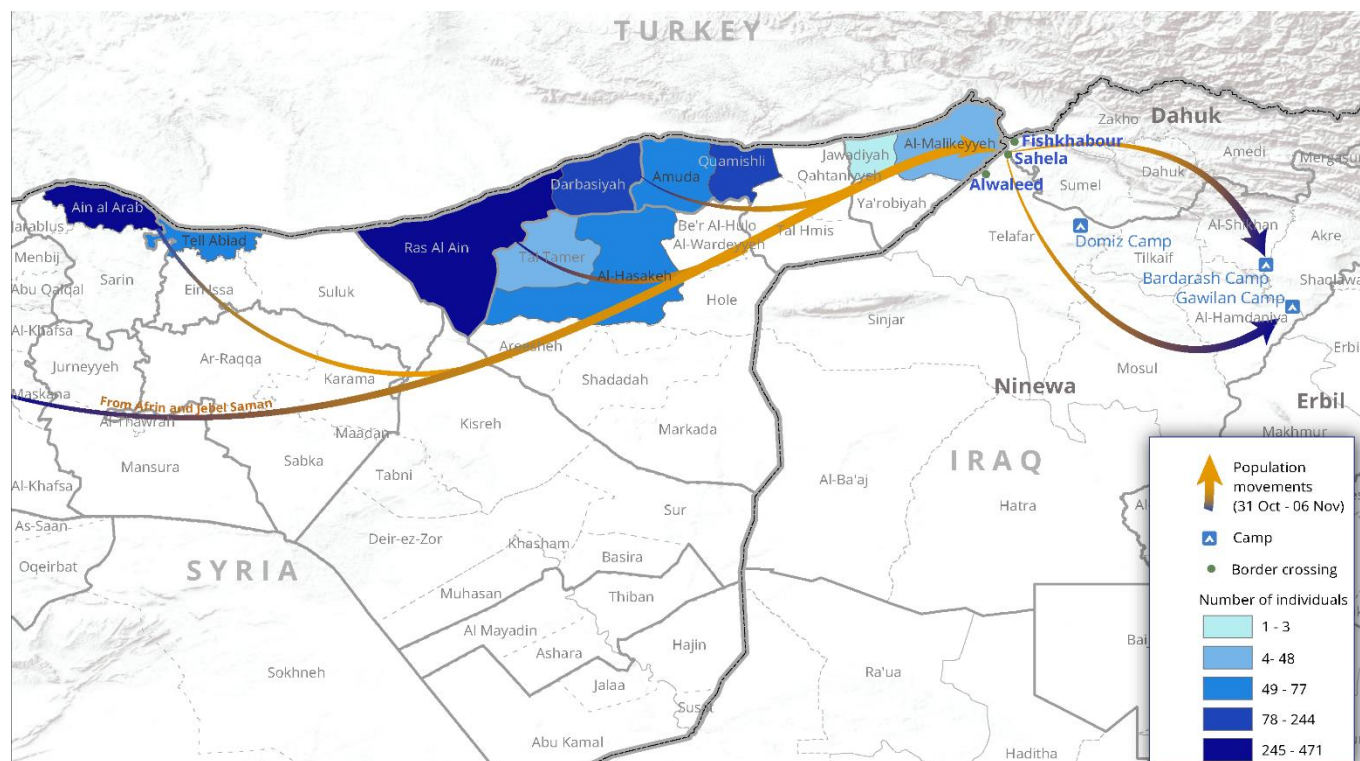 TURKEY
Dahuk
Zakho
Fishkhabour
Sahela
Alwaleed
Amedi
Mergasur
Dahuk
Sumel
Al-Malikeyyeh
Jawadiyah
Qahtaniyyeh
Ya'robiyah
Quamishli
Amuda
Darbasiyah
Ain al Arab
Jarablus
Tell Abiad
Menbij
Sarin
Abu Qalqal
Ein Issa
Suluk
Ras Al Ain
Tal Tamer
Al-Hasakeh
Be'r Al-Hulo
Al-Wardeyyeh
Tal Hmis
Hole
Telafar
Domiz Camp
Tilkaif
Al-Shikhan
Akre
Bardarash Camp
Gawilan Camp
Al-Hamdaniya
Shaqlawa
Sinjar
Mosul
Erbi
Al-Khafsa
Jurneyyeh
Ar-Raqqa
Karama
Areesheh
Shadadah
Maskana
From Afrin and Jebel Saman
Al-Thawrah
Maadan
Kisreh
Markada
Ninewa
Erbil
Makhmur
Mansura
Sabka
Tabni
Al-Khafsa
IRAQ
Al-Ba'aj
Hatra
As-Saan
Oqeirbat
Deir-ez-Zor
Sur
Khasham
Basira
SYRIA
Muhasan
Thiban
Al Mayadin
Hajin
Ashara
Jalaa
Sokhneh
Ra'ua
Abu Kamal
Haditha
Population
movements
(31 Oct - 06 Nov)
Camp
Border crossing
Number of individuals
1 - 3
4- 48
49 - 77
78 - 244
245 - 471